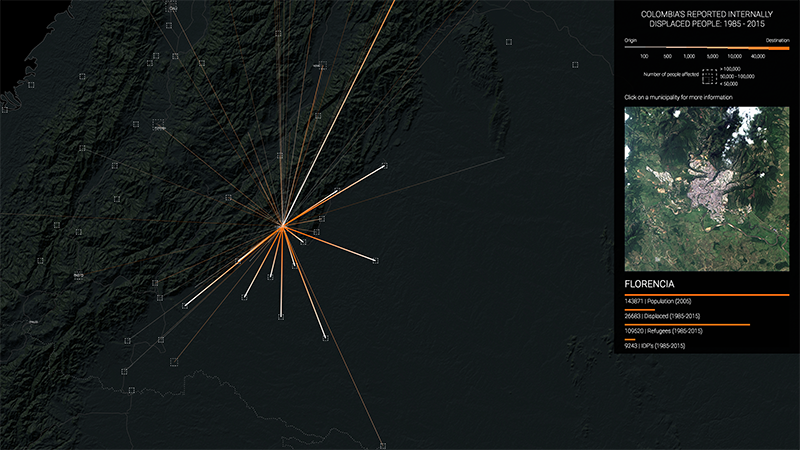 COLOMBIA'S REPORTED INTERNALLY
DISPLACED PEOPLE: 1985 - 2015
Origin Destination
100 500 1,000 5,000 10,000 40,000
Number of people affected
> 100,000
50,000 - 100,000
< 50,000
Click on a municipality for more information
FLORENCIA
143871 | Population (2005)
26683 | Displaced (1985-2015)
109520 | Refugees (1985-2015)
9243 | IDP's (1985-2015)
PASTO